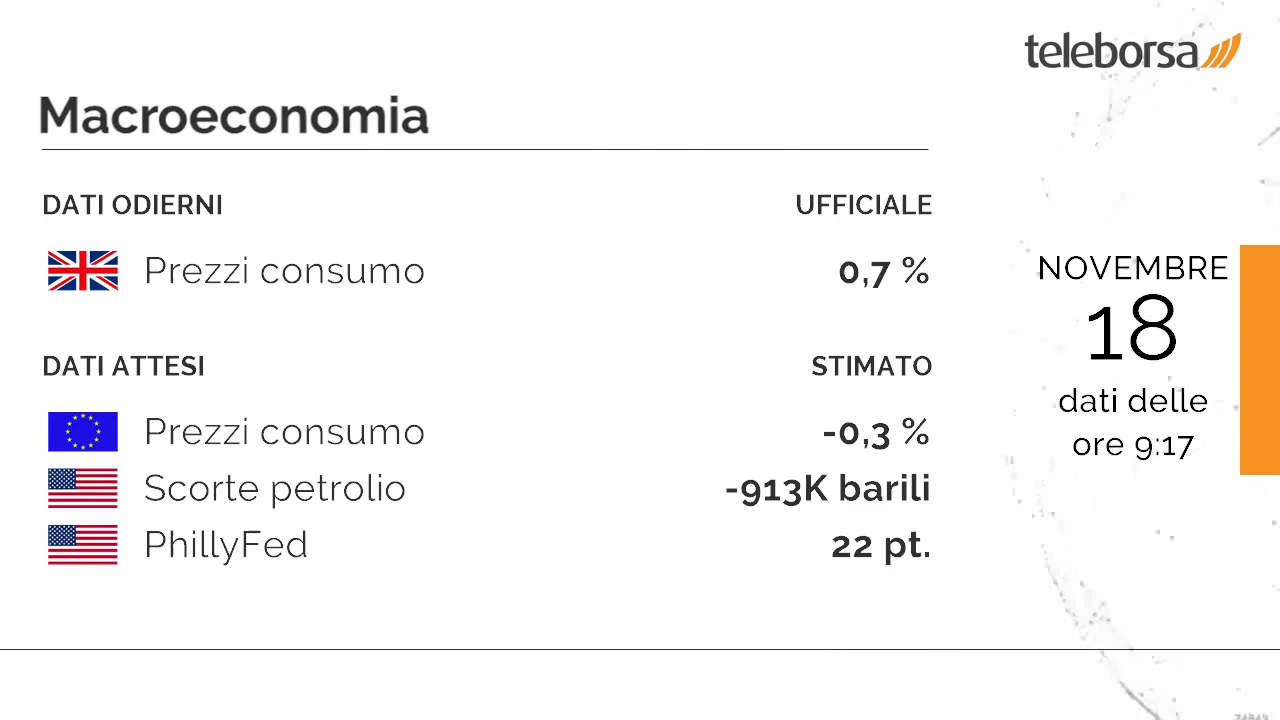 teleborsa
Macroeconomia
DATI ODIERNI UFFICIALE
Prezzi consumo 0,7 %
DATI ATTESI STIMATO
Prezzi consumo -0,3 %
Scorte petrolio -913K barili
PhillyFed 22 pt.
NOVEMBRE
18
dati delle
ore 9:17